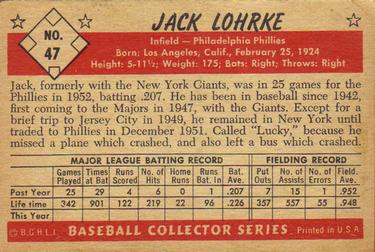 NO.
47
JACK LOHRKE
Infield — Philadelphia Phillies
Born: Los Angeles, Calif., February 25, 1924
Height: 5-11½; Weight: 175; Bats: Right; Throws: Right
Jack, formerly with the New York Giants, was in 25 games for the
Phillies in 1952, batting .207. He has been in baseball since 1942,
first coming to the Majors in 1947, with the Giants. Except for a
brief trip to Jersey City in 1949, he remained in New York until
traded to Phillies in December 1951. Called "Lucky," because he
missed a plane which crashed, and also left a bus which crashed.
MAJOR LEAGUE BATTING RECORD FIELDING RECORD
Games Played Times at Bat Runs Scored No. of Hits Home Runs Runs Bat. In Bat. Ave. Put Outs No. of Assists No. of Errors Field. Ave.
Past Year 25 29 4 6 0 1 .207 7 15 1 .952
Life time 342 901 122 219 22 96 .226 357 557 55 .948
This Year
© B.G.H.L.I. BASEBALL COLLECTOR SERIES Printed in U.S.A.